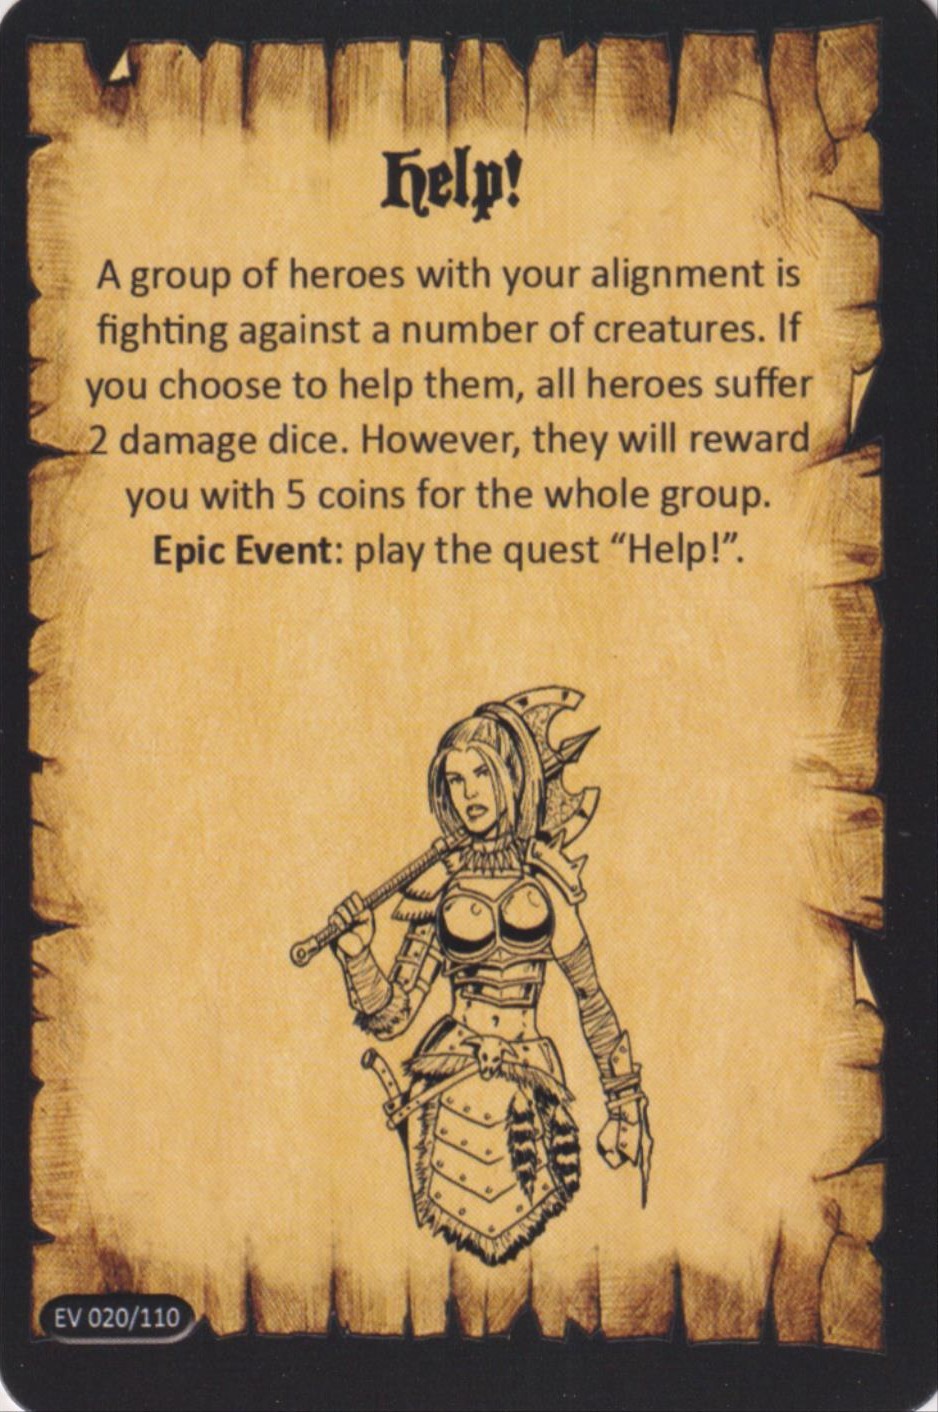 Help!
A group of heroes with your alignment is
fighting against a number of creatures. If
you choose to help them, all heroes suffer
2 damage dice. However, they will reward
you with 5 coins for the whole group.
Epic Event: play the quest “Help!”.
EV 020/110